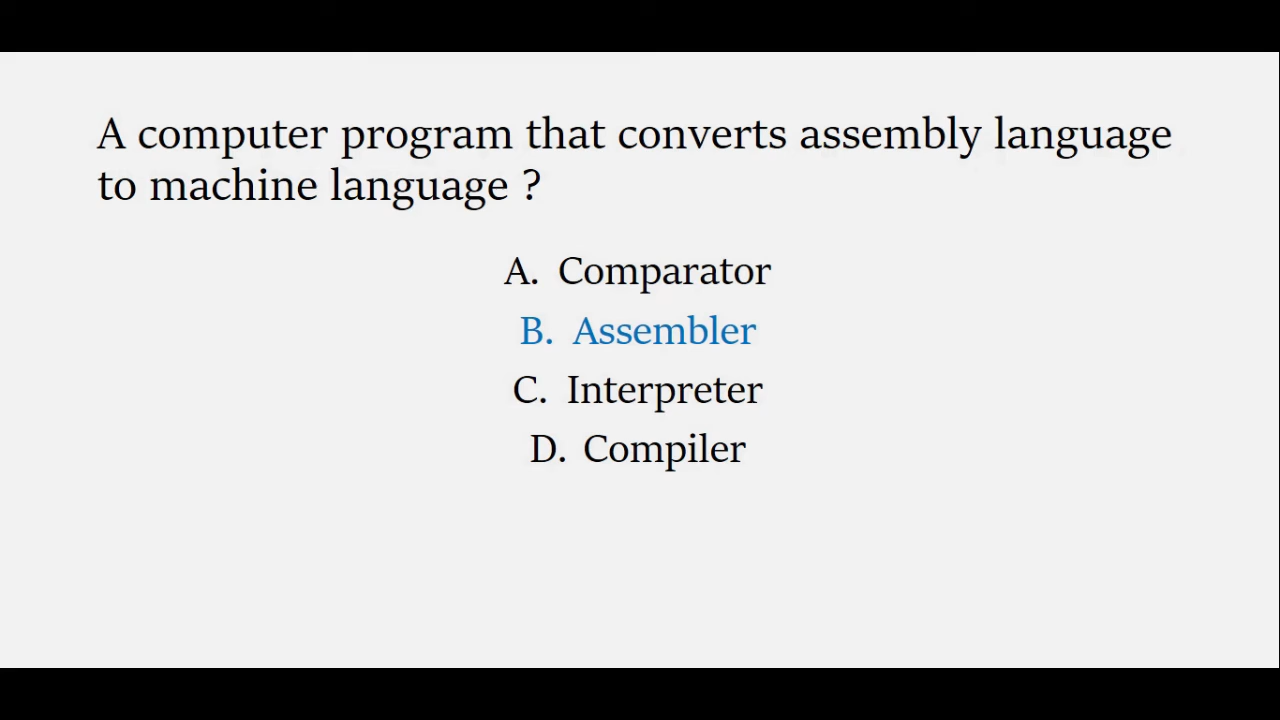 A computer program that converts assembly language
to machine language ?
A. Comparator
B. Assembler
C. Interpreter
D. Compiler